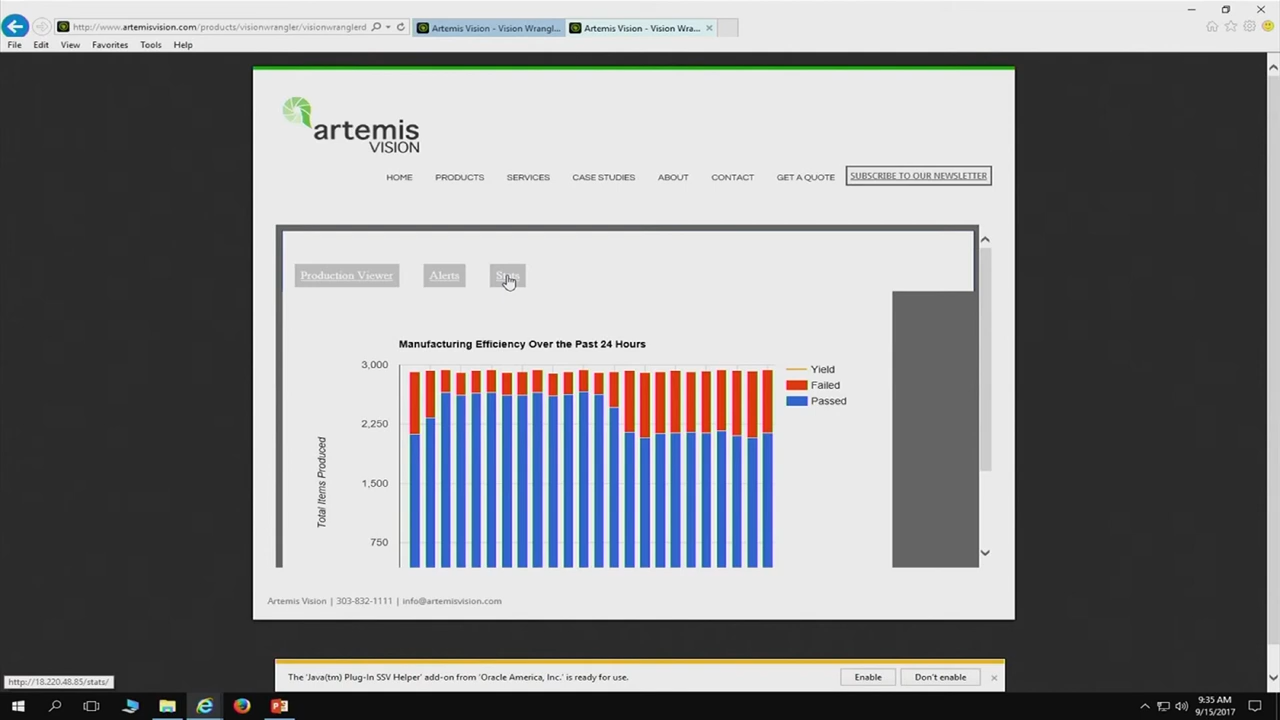 http://www.artemisvision.com/products/visionwrangler/visionwranglerd
Artemis Vision - Vision Wrangl...
Artemis Vision - Vision Wra...
File Edit View Favorites Tools Help
artemis
VISION
HOME PRODUCTS SERVICES CASE STUDIES ABOUT CONTACT GET A QUOTE SUBSCRIBE TO OUR NEWSLETTER
Production Viewer Alerts Stats
Manufacturing Efficiency Over the Past 24 Hours
3,000
2,250
1,500
750
Total Items Produced
Yield
Failed
Passed
Artemis Vision | 303-832-1111 | info@artemisvision.com
The 'Java(tm) Plug-In SSV Helper' add-on from 'Oracle America, Inc.' is ready for use. Enable Don't enable
http://18.220.48.85/stats/
9:35 AM
9/15/2017